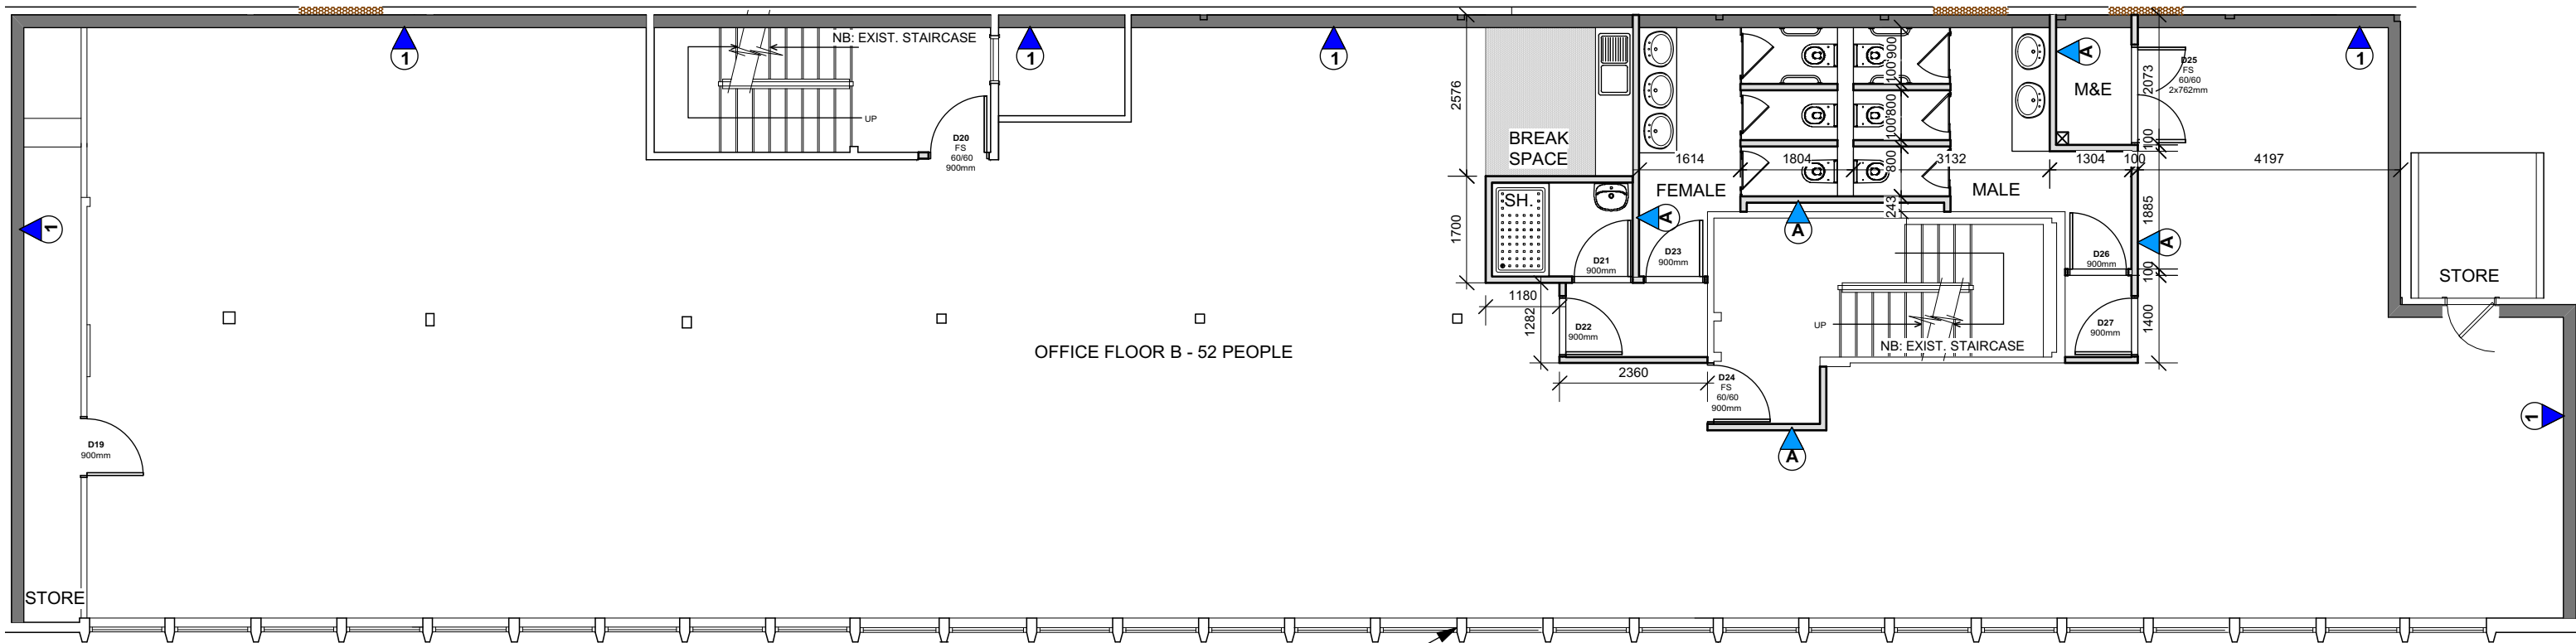 NB: EXIST. STAIRCASE
UP
D20
FS
60/60
900mm
1
1
1
1
1
1
2576
1700
BREAK
SPACE
SH.
1614
1804
3132
1304
100
4197
900
100
800
100
800
243
FEMALE
MALE
M&E
A
A
A
A
A
D25
FS
60/60
2x762mm
2073
100
1885
100
1400
STORE
D21
900mm
D23
900mm
D26
900mm
1180
1282
D22
900mm
D27
900mm
UP
NB: EXIST. STAIRCASE
OFFICE FLOOR B - 52 PEOPLE
2360
D24
FS
60/60
900mm
D19
900mm
STORE